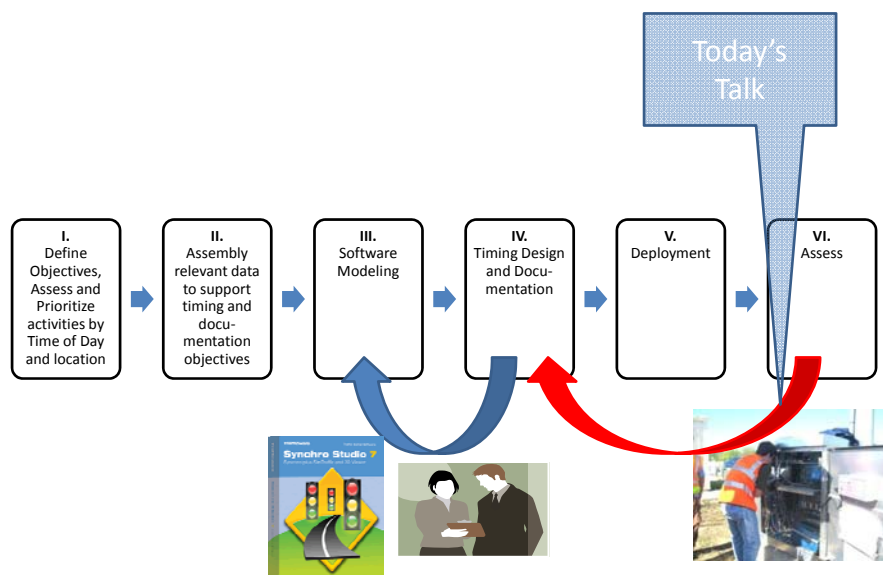 Today's
Talk
I.
Define
Objectives,
Assess and
Prioritize
activities by
Time of Day
and location
II.
Assembly
relevant data
to support
timing and
docu-
mentation
objectives
III.
Software
Modeling
IV.
Timing Design
and Docu-
mentation
V.
Deployment
VI.
Assess
Synchro Studio 7